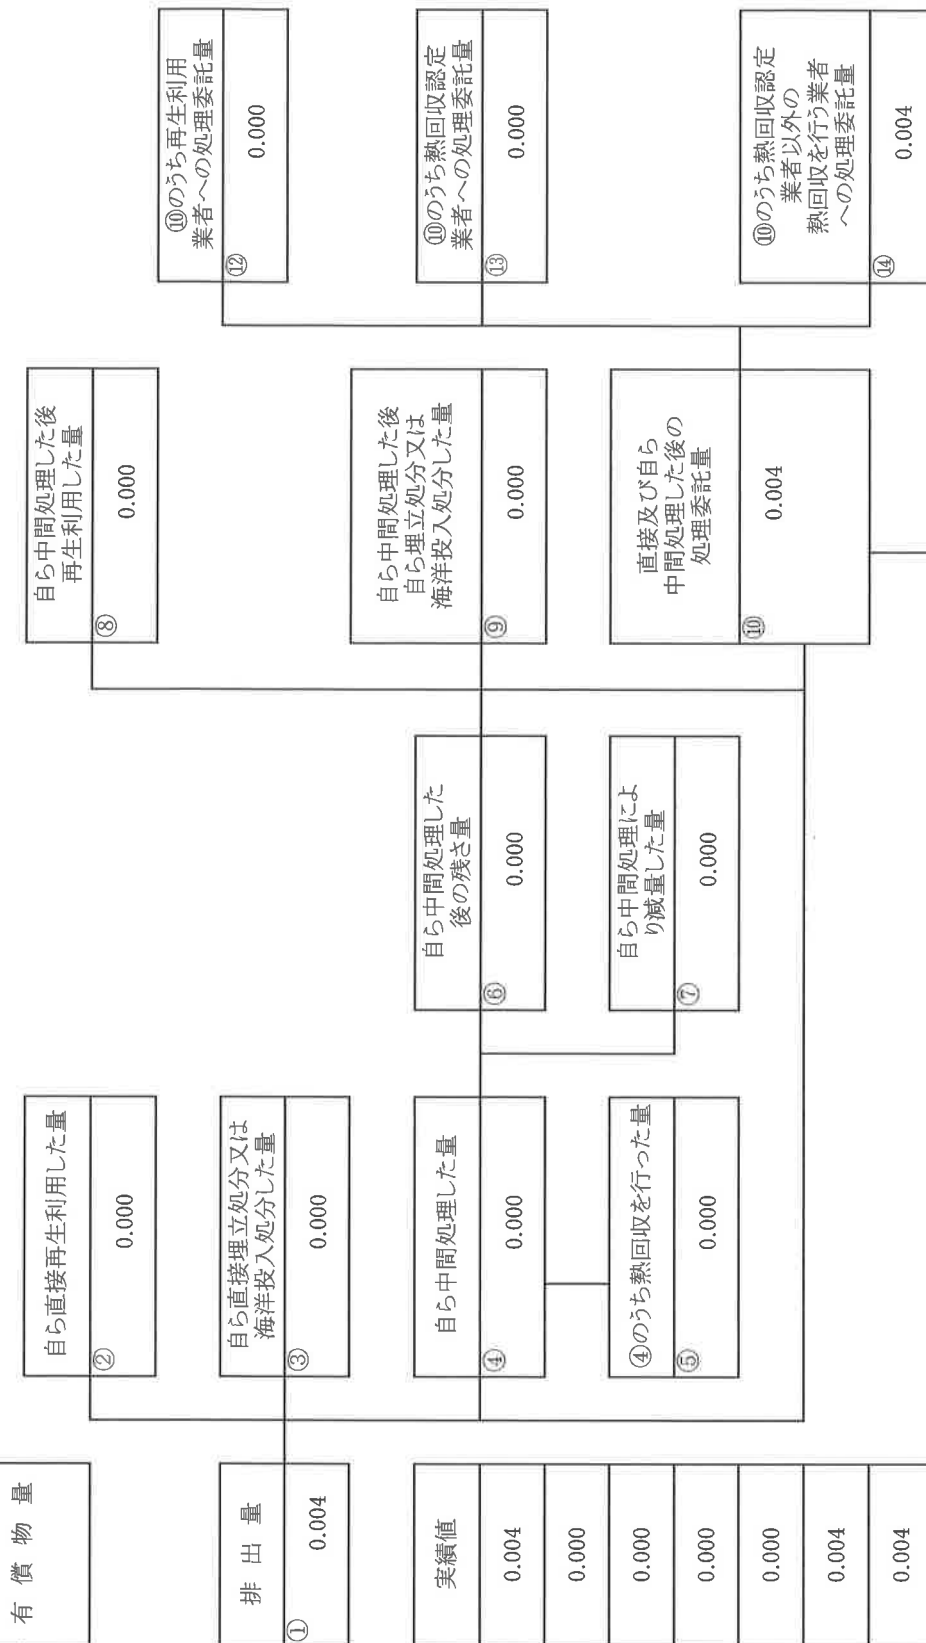 有償物量
排出量
①
0.004
実績値
0.004
0.000
0.000
0.000
0.000
0.004
0.004
自ら直接再生利用した量
②
0.000
自ら直接埋立処分又は
海洋投入処分した量
③
0.000
自ら中間処理した量
④
0.000
④のうち熱回収を行った量
⑤
0.000
自ら中間処理した
後の残さ量
⑥
0.000
自ら中間処理によ
り減量した量
⑦
0.000
自ら中間処理した後
再生利用した量
⑧
0.000
自ら中間処理した後
自ら埋立処分又は
海洋投入処分した量
⑨
0.000
直接及び自ら
中間処理した後の
処理委託量
⑩
0.004
⑩のうち再生利用
業者への処理委託量
⑫
0.000
⑩のうち熱回収認定
業者への処理委託量
⑬
0.000
⑩のうち熱回収認定
業者以外の
熱回収を行う業者
への処理委託量
⑭
0.004